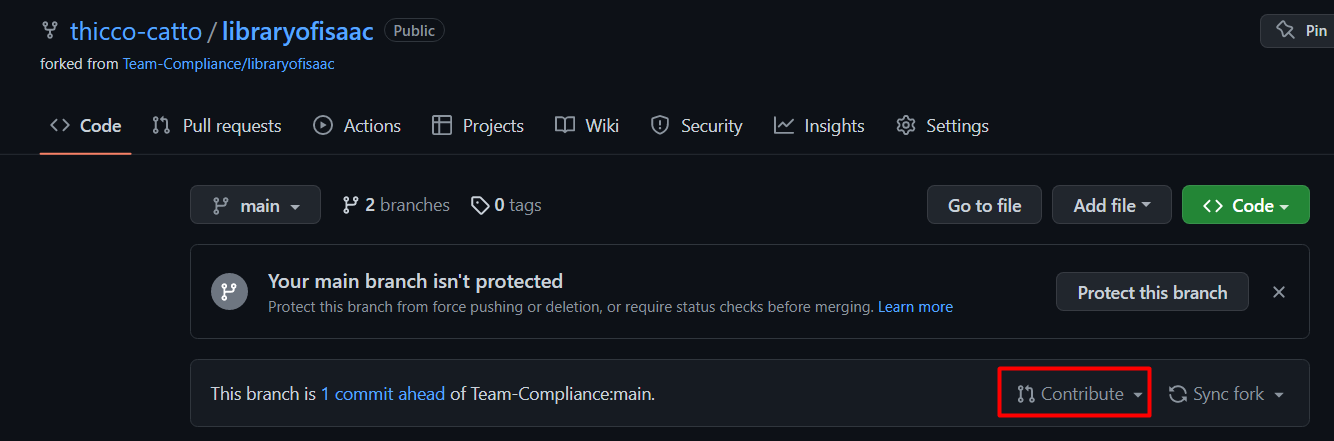 thicco-catto / libraryofisaac Public Pin
forked from Team-Compliance/libraryofisaac
Code Pull requests Actions Projects Wiki Security Insights Settings
main 2 branches 0 tags Go to file Add file Code
Your main branch isn't protected
Protect this branch from force pushing or deletion, or require status checks before merging. Learn more
Protect this branch
This branch is 1 commit ahead of Team-Compliance:main. Contribute Sync fork